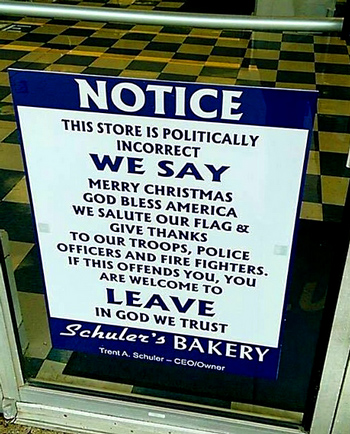 NOTICE
THIS STORE IS POLITICALLY
INCORRECT
WE SAY
MERRY CHRISTMAS
GOD BLESS AMERICA
WE SALUTE OUR FLAG &
GIVE THANKS
TO OUR TROOPS, POLICE
OFFICERS AND FIRE FIGHTERS.
IF THIS OFFENDS YOU, YOU
ARE WELCOME TO
LEAVE
IN GOD WE TRUST
Schuler's BAKERY
Trent A. Schuler – CEO/Owner